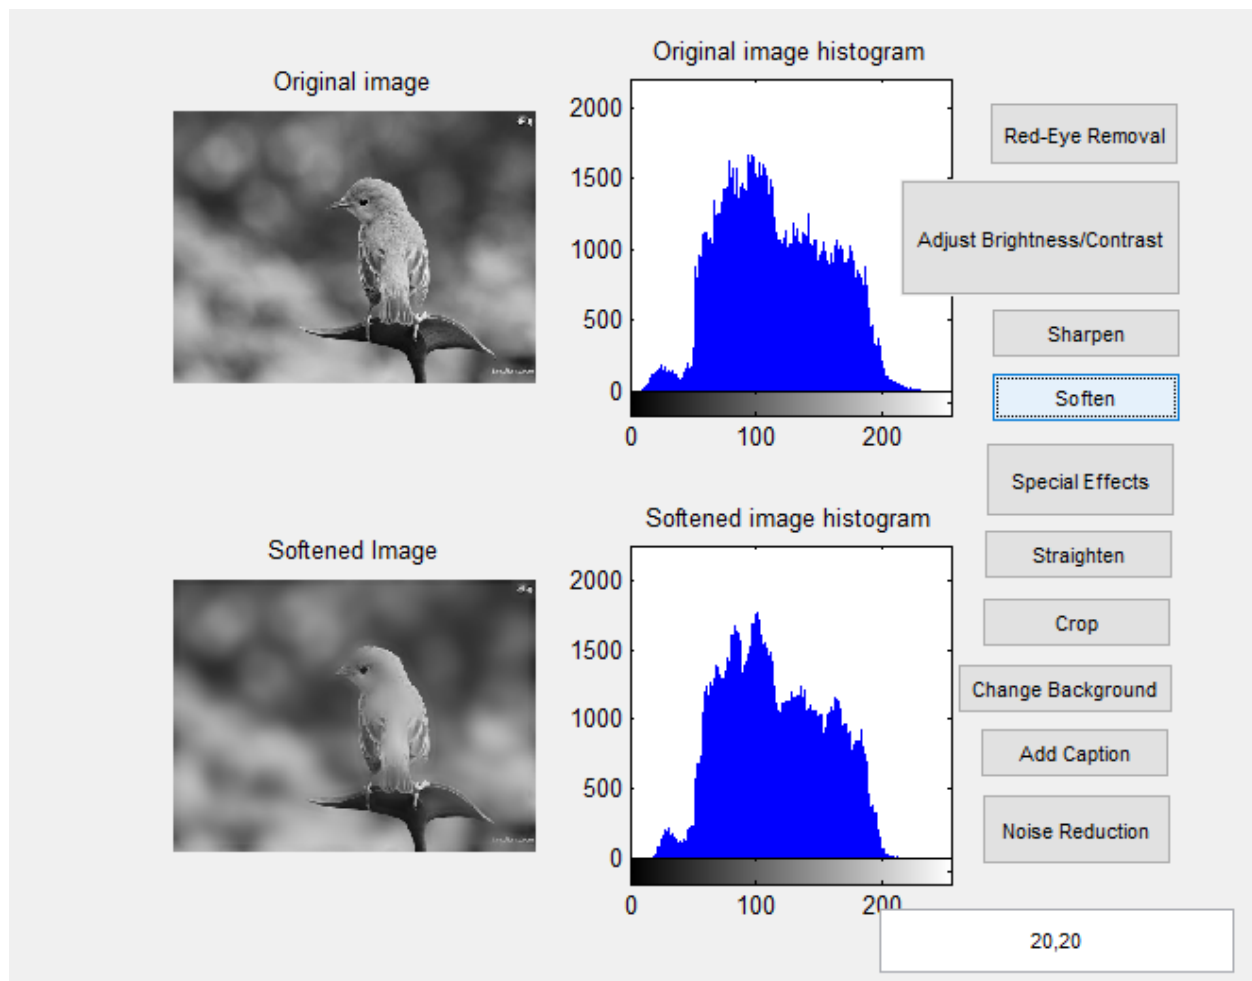 Original image
Original image histogram
2000
1500
1000
500
0
0 100 200
Red-Eye Removal
Adjust Brightness/Contrast
Sharpen
Soften
Special Effects
Straighten
Crop
Change Background
Add Caption
Noise Reduction
Softened Image
Softened image histogram
2000
1500
1000
500
0
0 100 200
20,20